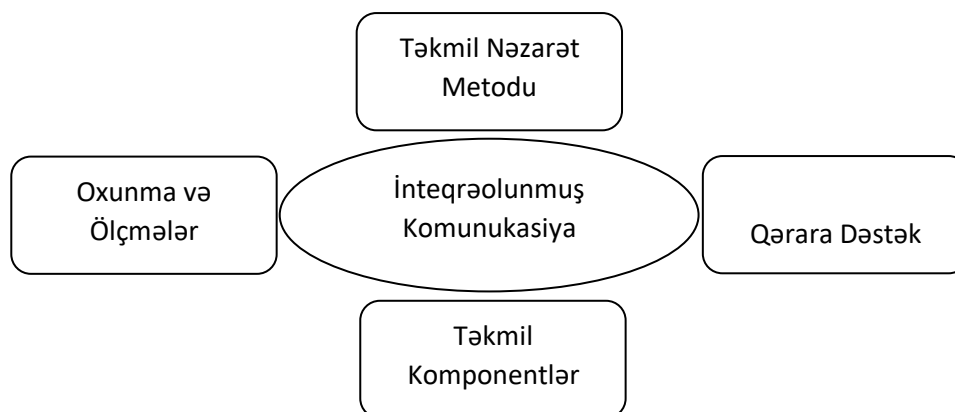 Təkmil Nəzarət
Metodu
Oxunma və
Ölçmələr
İnteqrəolunmuş
Komunukasiya
Qərara Dəstək
Təkmil
Komponentlər